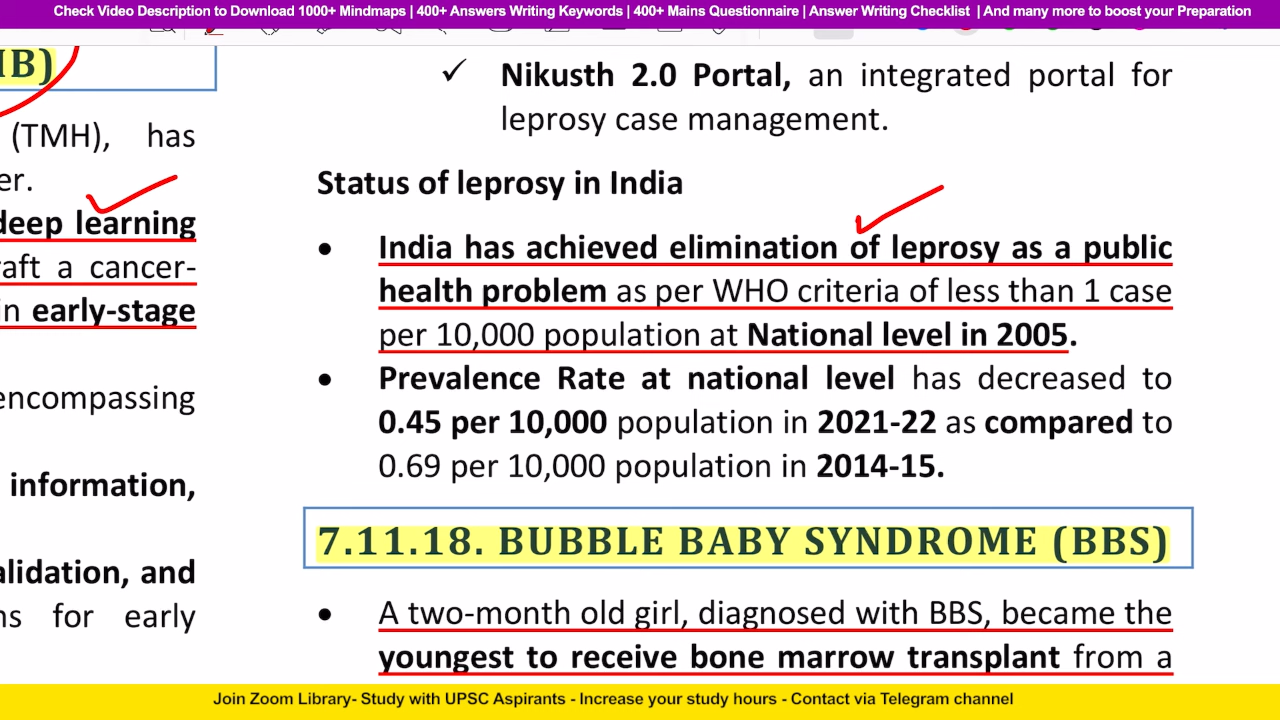 Check Video Description to Download 1000+ Mindmaps | 400+ Answers Writing Keywords | 400+ Mains Questionnaire | Answer Writing Checklist | And many more to boost your Preparation
IB)
(TMH), has
er.
deep learning
raft a cancer-
in early-stage
encompassing
information,
alidation, and
ns for early
✓ Nikusth 2.0 Portal, an integrated portal for
leprosy case management.
Status of leprosy in India
• India has achieved elimination of leprosy as a public
health problem as per WHO criteria of less than 1 case
per 10,000 population at National level in 2005.
• Prevalence Rate at national level has decreased to
0.45 per 10,000 population in 2021-22 as compared to
0.69 per 10,000 population in 2014-15.
7.11.18. BUBBLE BABY SYNDROME (BBS)
• A two-month old girl, diagnosed with BBS, became the
youngest to receive bone marrow transplant from a
Join Zoom Library- Study with UPSC Aspirants - Increase your study hours - Contact via Telegram channel